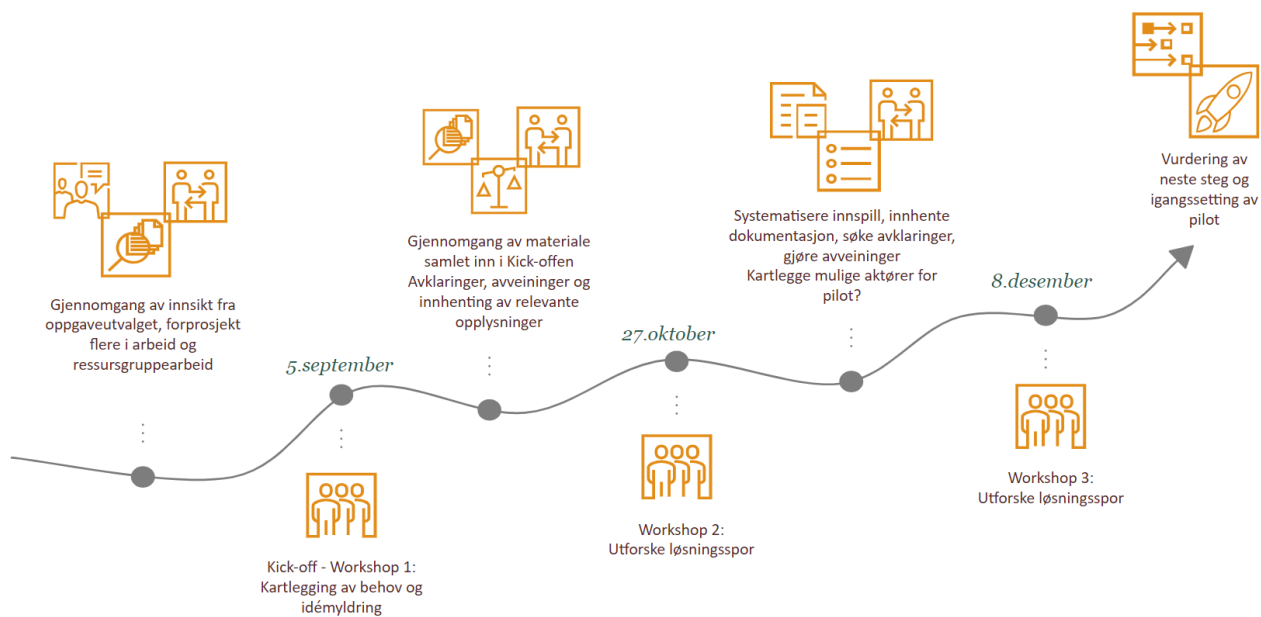 Gjennomgang av innsikt fra
oppgaveutvalget, forprosjekt
flere i arbeid og
ressursgruppearbeid
5.september
Kick-off - Workshop 1:
Kartlegging av behov og
idémyldring
Gjennomgang av materiale
samlet inn i Kick-offen
Avklaringer, avveininger og
innhenting av relevante
opplysninger
27.oktober
Workshop 2:
Utforske løsningsspor
Systematisere innspill, innhente
dokumentasjon, søke avklaringer,
gjøre avveininger
Kartlegge mulige aktører for
pilot?
8.desember
Workshop 3:
Utforske løsningsspor
Vurdering av
neste steg og
igangssetting av
pilot